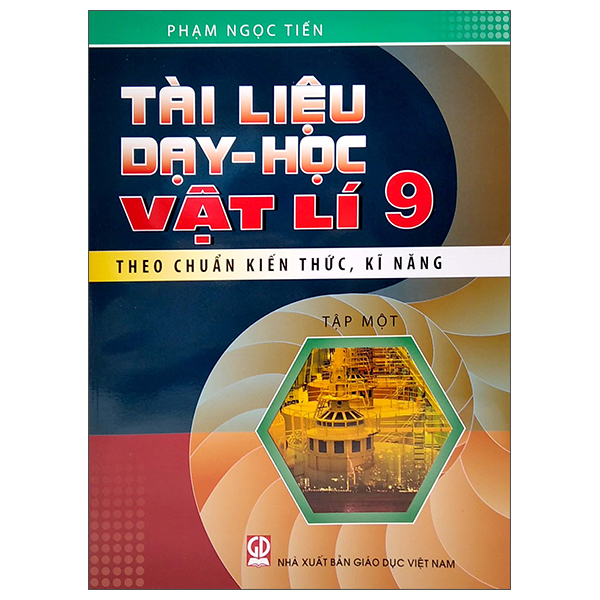 PHẠM NGỌC TIẾN
TÀI LIỆU
DẠY-HỌC
VẬT LÍ 9
THEO CHUẨN KIẾN THỨC, KĨ NĂNG
TẬP MỘT
GD
NHÀ XUẤT BẢN GIÁO DỤC VIỆT NAM